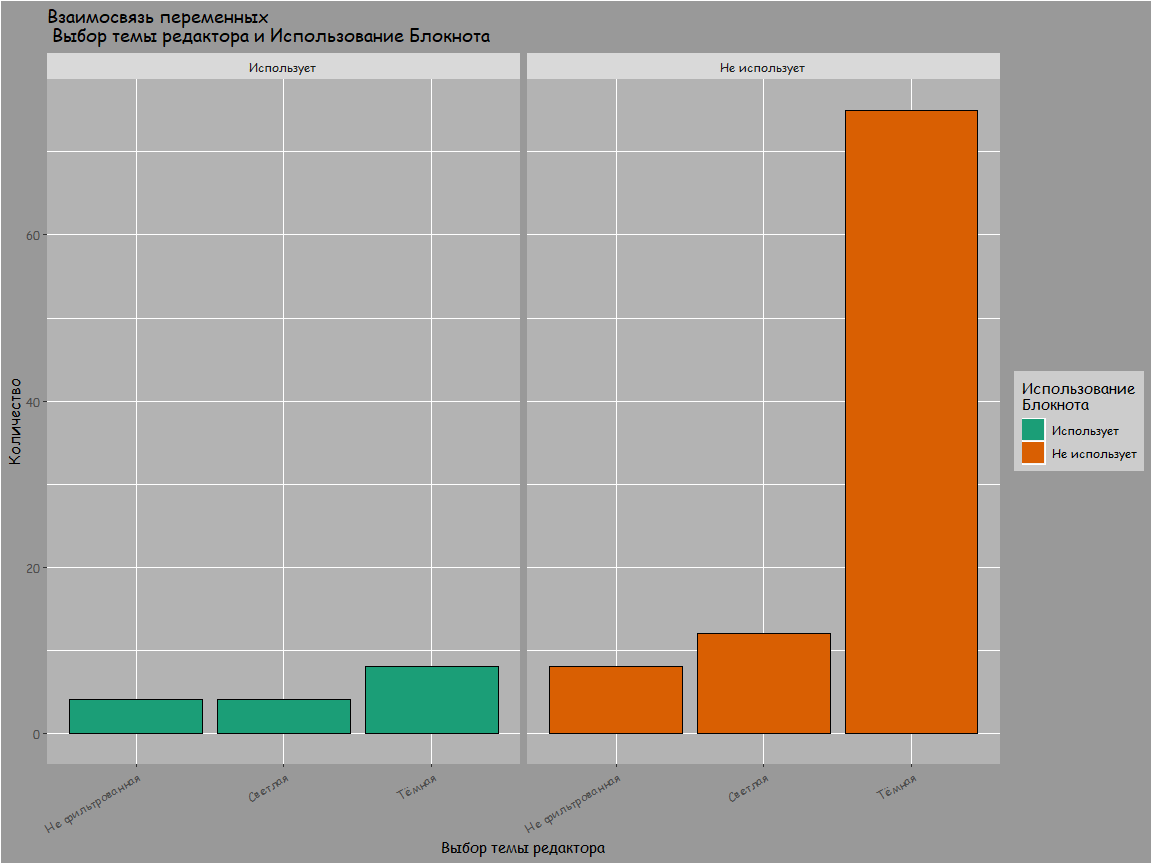 Взаимосвязь переменных
Выбор темы редактора и Использование Блокнота
Использует
Не использует
Количество
60
40
20
0
Не фильтрованная
Светлая
Тёмная
Не фильтрованная
Светлая
Тёмная
Выбор темы редактора
Использование
Блокнота
Использует
Не использует